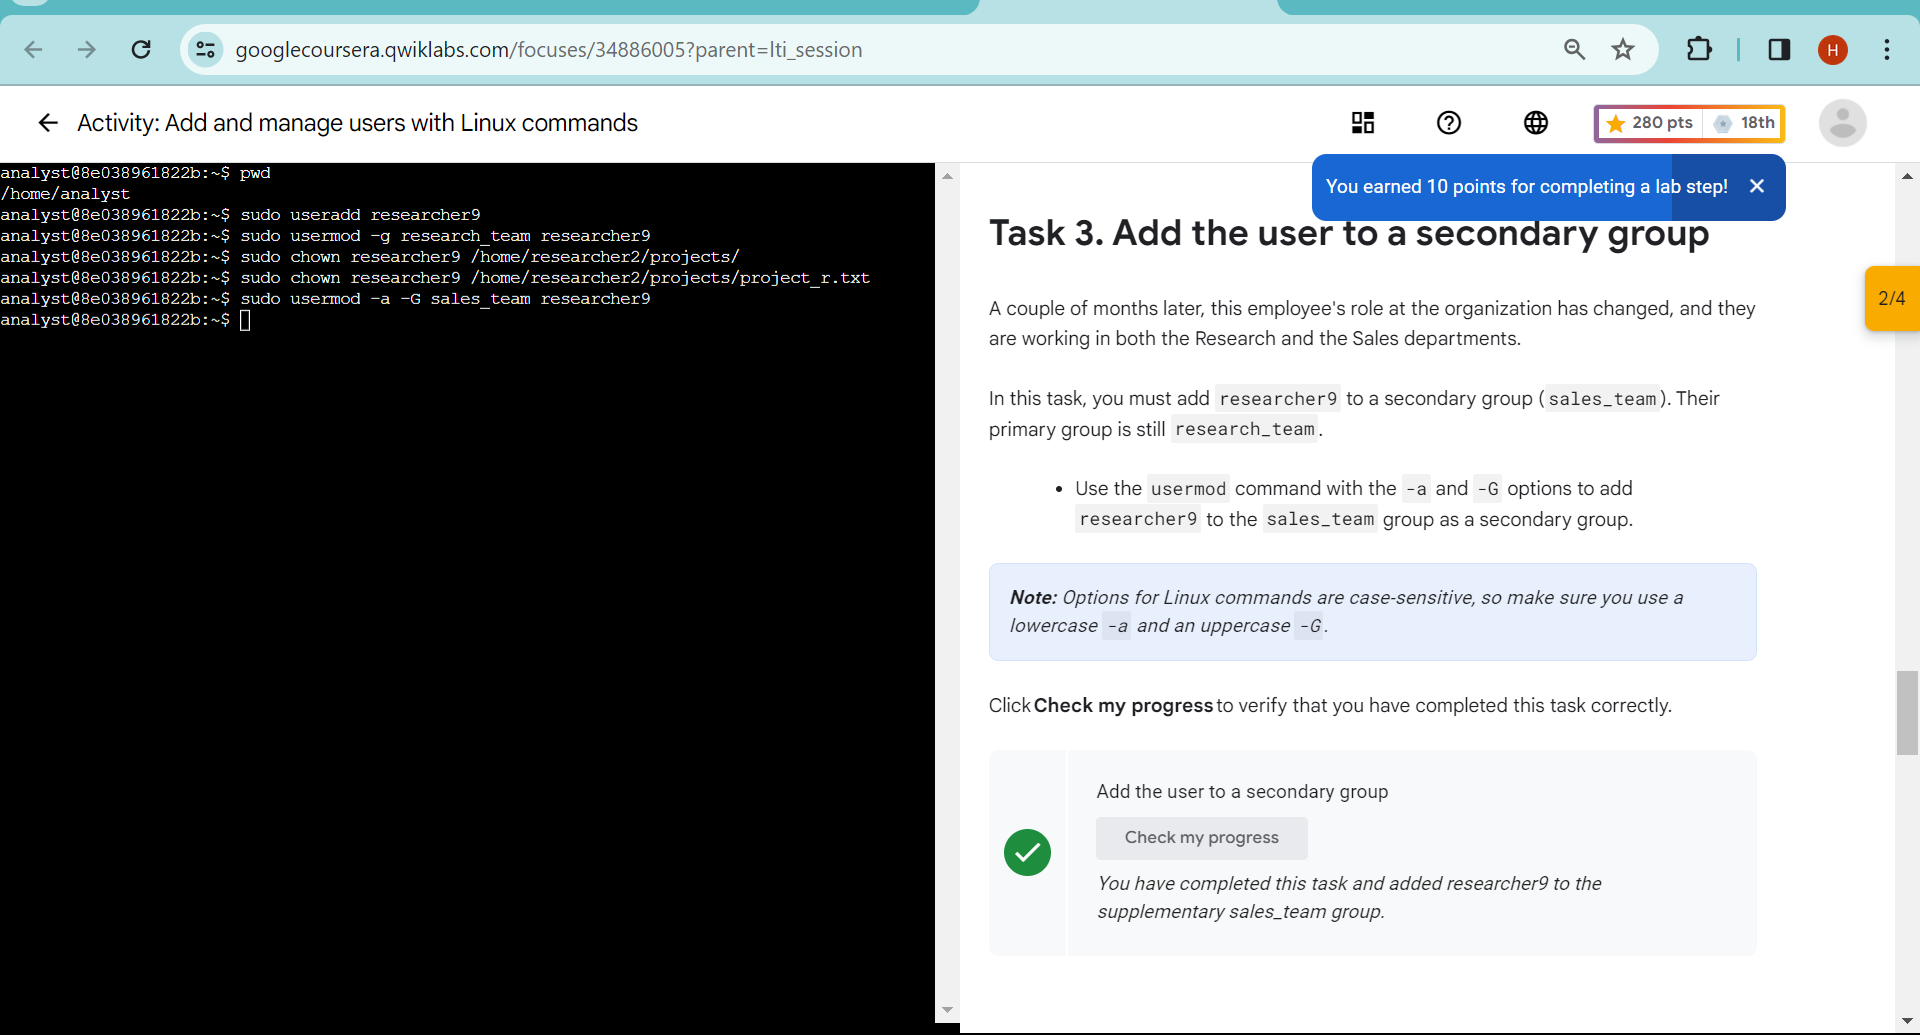 googlecoursera.qwiklabs.com/focuses/34886005?parent=lti_session
H
Activity: Add and manage users with Linux commands
280 pts
18th
You earned 10 points for completing a lab step!
analyst@8e038961822b:~$ pwd
/home/analyst
analyst@8e038961822b:~$ sudo useradd researcher9
analyst@8e038961822b:~$ sudo usermod -g research_team researcher9
analyst@8e038961822b:~$ sudo chown researcher9 /home/researcher2/projects/
analyst@8e038961822b:~$ sudo chown researcher9 /home/researcher2/projects/project_r.txt
analyst@8e038961822b:~$ sudo usermod -a -G sales_team researcher9
analyst@8e038961822b:~$
Task 3. Add the user to a secondary group
2/4
A couple of months later, this employee's role at the organization has changed, and they
are working in both the Research and the Sales departments.
In this task, you must add researcher9 to a secondary group (sales_team). Their
primary group is still research_team.
• Use the usermod command with the -a and -G options to add
researcher9 to the sales_team group as a secondary group.
Note: Options for Linux commands are case-sensitive, so make sure you use a
lowercase -a and an uppercase -G.
Click Check my progress to verify that you have completed this task correctly.
Add the user to a secondary group
Check my progress
You have completed this task and added researcher9 to the
supplementary sales_team group.